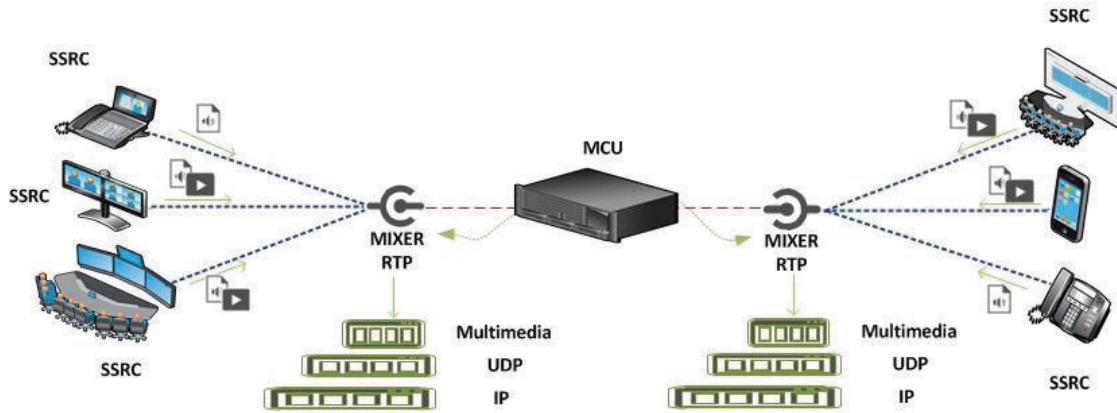 SSRC
SSRC
SSRC
SSRC
SSRC
MCU
MIXER
RTP
MIXER
RTP
Multimedia
UDP
IP
Multimedia
UDP
IP